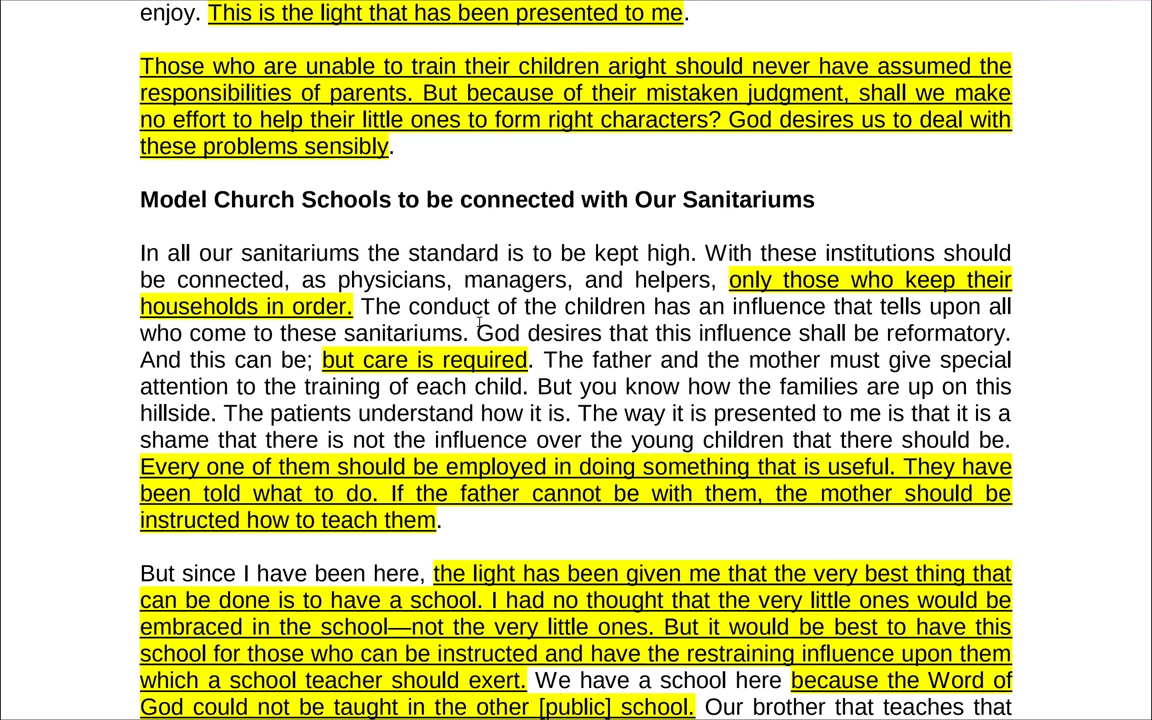 enjoy. This is the light that has been presented to me.
Those who are unable to train their children aright should never have assumed the
responsibilities of parents. But because of their mistaken judgment, shall we make
no effort to help their little ones to form right characters? God desires us to deal with
these problems sensibly.
Model Church Schools to be connected with Our Sanitariums
In all our sanitariums the standard is to be kept high. With these institutions should
be connected, as physicians, managers, and helpers, only those who keep their
households in order. The conduct of the children has an influence that tells upon all
who come to these sanitariums. God desires that this influence shall be reformatory.
And this can be; but care is required. The father and the mother must give special
attention to the training of each child. But you know how the families are up on this
hillside. The patients understand how it is. The way it is presented to me is that it is a
shame that there is not the influence over the young children that there should be.
Every one of them should be employed in doing something that is useful. They have
been told what to do. If the father cannot be with them, the mother should be
instructed how to teach them.
But since I have been here, the light has been given me that the very best thing that
can be done is to have a school. I had no thought that the very little ones would be
embraced in the school—not the very little ones. But it would be best to have this
school for those who can be instructed and have the restraining influence upon them
which a school teacher should exert. We have a school here because the Word of
God could not be taught in the other [public] school. Our brother that teaches that